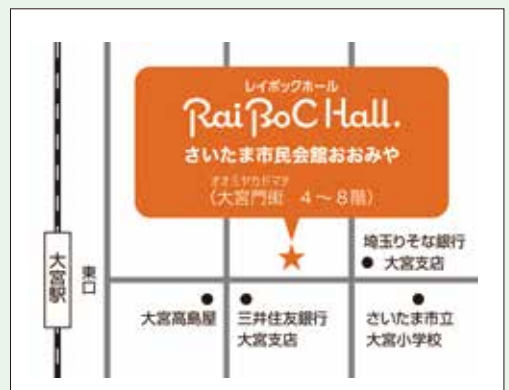 レイボックホール
RaiBoC Hall.
さいたま市民会館おおみや
オオミヤカドマチ
(大宮門街 4～8階)
埼玉りそな銀行
大宮支店
大宮駅
東口
大宮高島屋
三井住友銀行
大宮支店
さいたま市立
大宮小学校